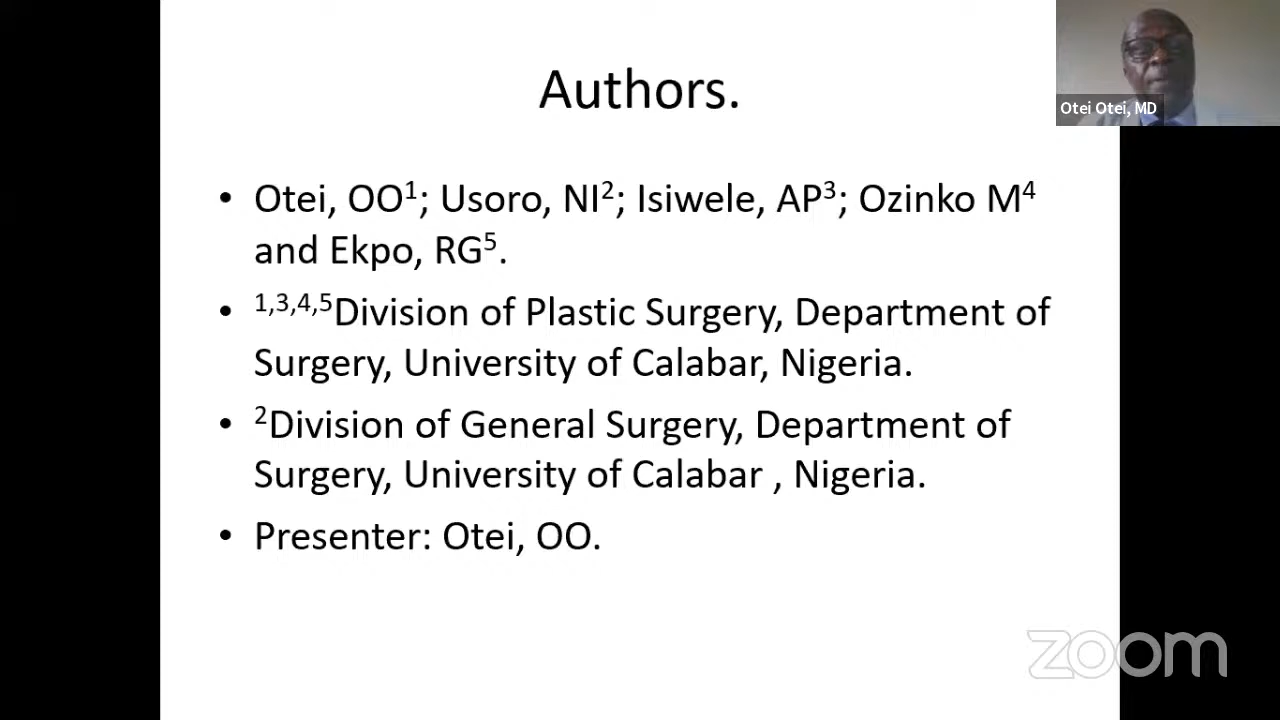 Authors.
Otei Otei, MD
• Otei, OO¹; Usoro, NI²; Isiwele, AP³; Ozinko M⁴
and Ekpo, RG⁵.
• ¹,³,⁴,⁵Division of Plastic Surgery, Department of
Surgery, University of Calabar, Nigeria.
• ²Division of General Surgery, Department of
Surgery, University of Calabar , Nigeria.
• Presenter: Otei, OO.
zoom